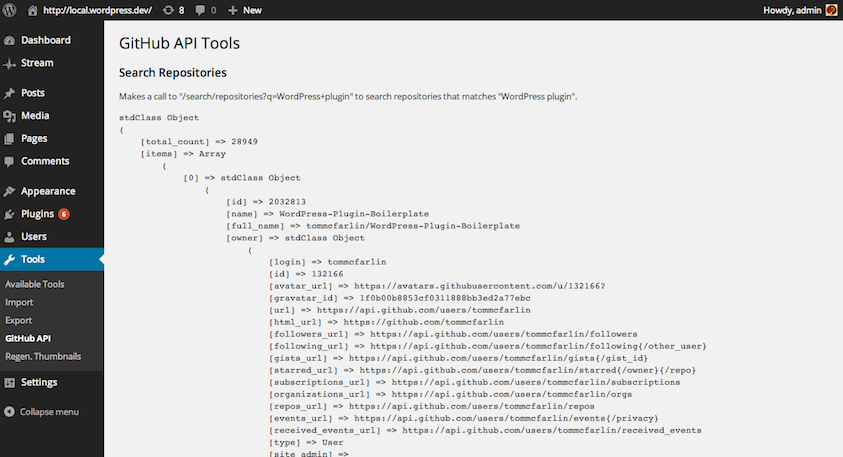 http://local.wordpress.dev/ 8 0 + New Howdy, admin
Dashboard
Stream
Posts
Media
Pages
Comments
Appearance
Plugins 6
Users
Tools
Available Tools
Import
Export
GitHub API
Regen. Thumbnails
Settings
Collapse menu
GitHub API Tools
Search Repositories
Makes a call to "/search/repositories?q=WordPress+plugin" to search repositories that matches "WordPress plugin".
stdClass Object
(
[total_count] => 28949
[items] => Array
(
[0] => stdClass Object
(
[id] => 2032813
[name] => WordPress-Plugin-Boilerplate
[full_name] => tommcfarlin/WordPress-Plugin-Boilerplate
[owner] => stdClass Object
(
[login] => tommcfarlin
[id] => 132166
[avatar_url] => https://avatars.githubusercontent.com/u/132166?
[gravatar_id] => 1f0b00b8853cf0311888bb3ed2a77ebc
[url] => https://api.github.com/users/tommcfarlin
[html_url] => https://github.com/tommcfarlin
[followers_url] => https://api.github.com/users/tommcfarlin/followers
[following_url] => https://api.github.com/users/tommcfarlin/following{/other_user}
[gists_url] => https://api.github.com/users/tommcfarlin/gists{/gist_id}
[starred_url] => https://api.github.com/users/tommcfarlin/starred{/owner}{/repo}
[subscriptions_url] => https://api.github.com/users/tommcfarlin/subscriptions
[organizations_url] => https://api.github.com/users/tommcfarlin/orgs
[repos_url] => https://api.github.com/users/tommcfarlin/repos
[events_url] => https://api.github.com/users/tommcfarlin/events{/privacy}
[received_events_url] => https://api.github.com/users/tommcfarlin/received_events
[type] => User
[site_admin] =>